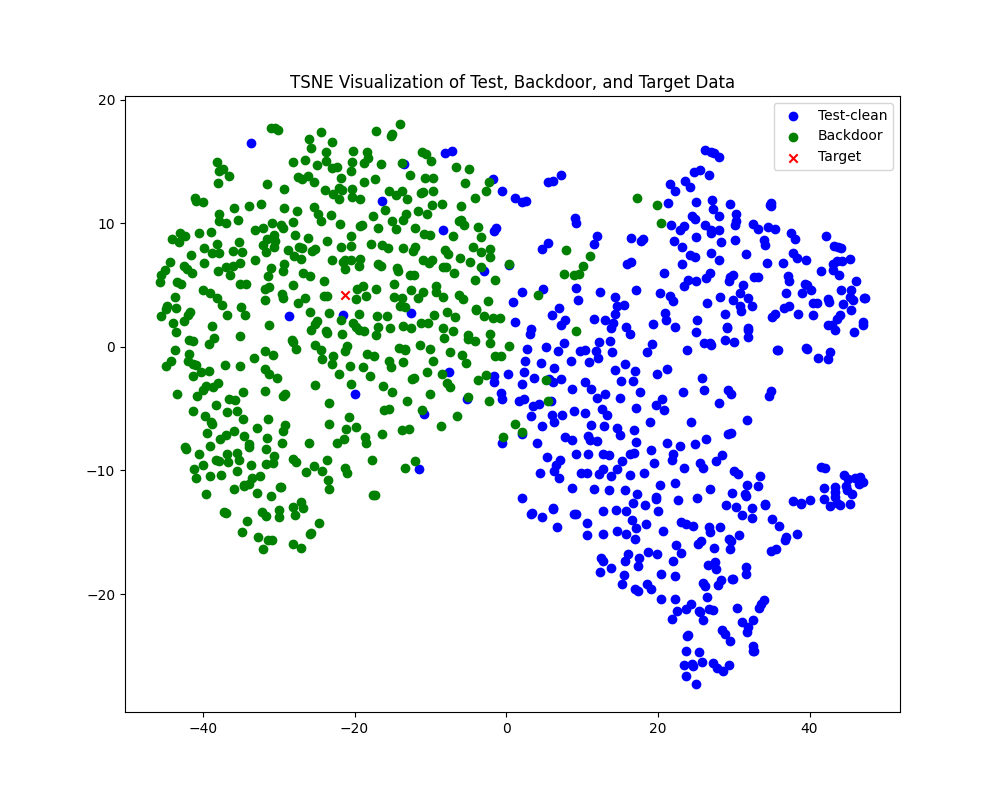 TSNE Visualization of Test, Backdoor, and Target Data
Test-clean
Backdoor
Target
20
10
0
−10
−20
−40
−20
0
20
40